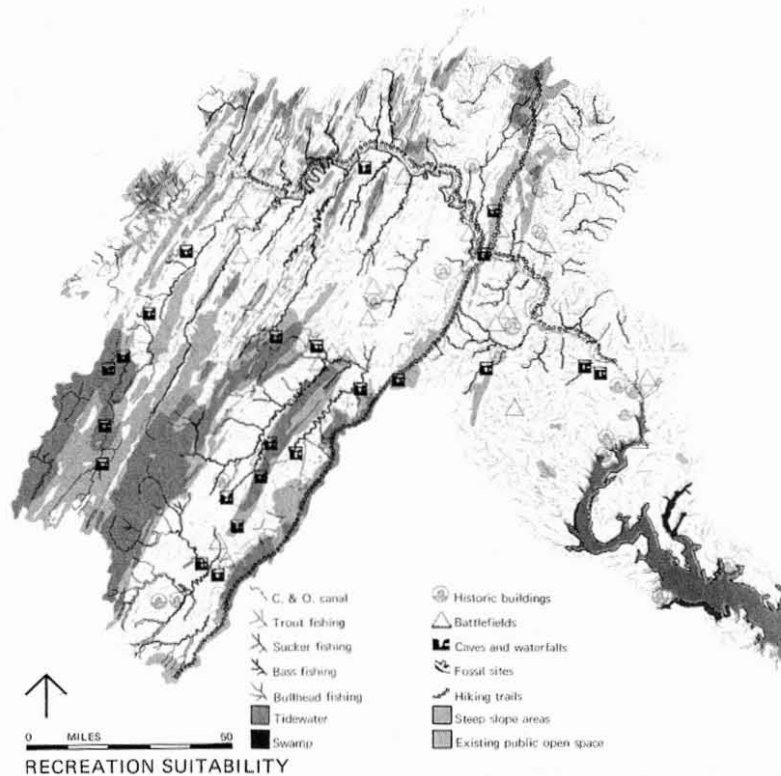 C. & O. canal
Trout fishing
Sucker fishing
Bass fishing
Bullhead fishing
Tidewater
Swamp
Historic buildings
Battlefields
Caves and waterfalls
Fossil sites
Hiking trails
Steep slope areas
Existing public open space
0 MILES 50
RECREATION SUITABILITY